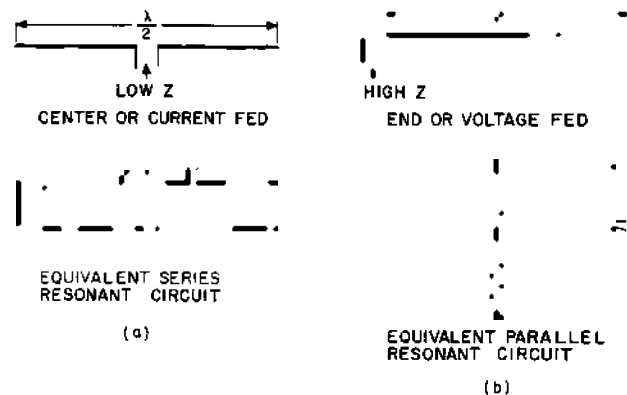 λ
2
LOW Z
CENTER OR CURRENT FED
EQUIVALENT SERIES
RESONANT CIRCUIT
(a)
HIGH Z
END OR VOLTAGE FED
EQUIVALENT PARALLEL
RESONANT CIRCUIT
(b)